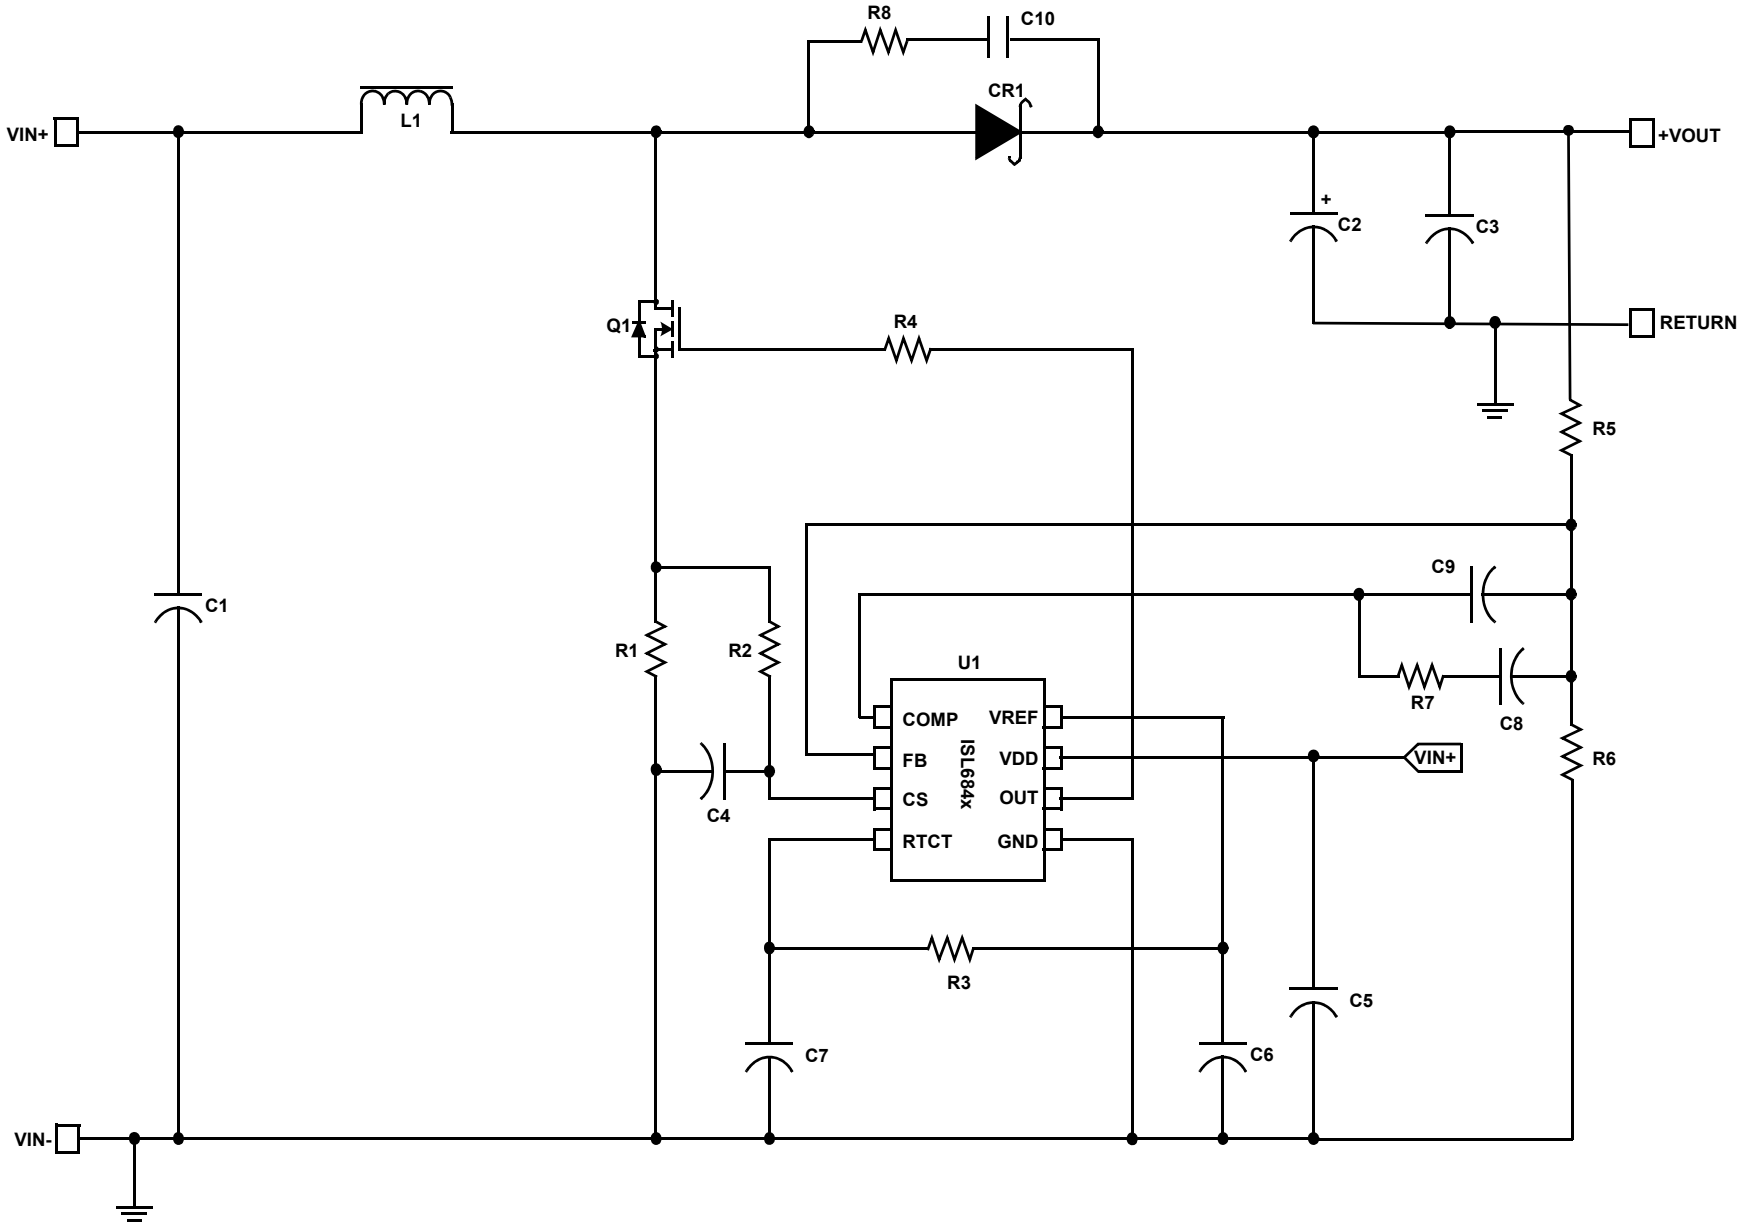 R8
C10
CR1
VIN+
L1
+VOUT
+
C2
C3
Q1
R4
RETURN
R5
C9
C1
R1
R2
U1
R7
C8
COMP
VREF
FB
ISL684x
VDD
VIN+
R6
CS
OUT
C4
RTCT
GND
R3
C5
C7
C6
VIN-